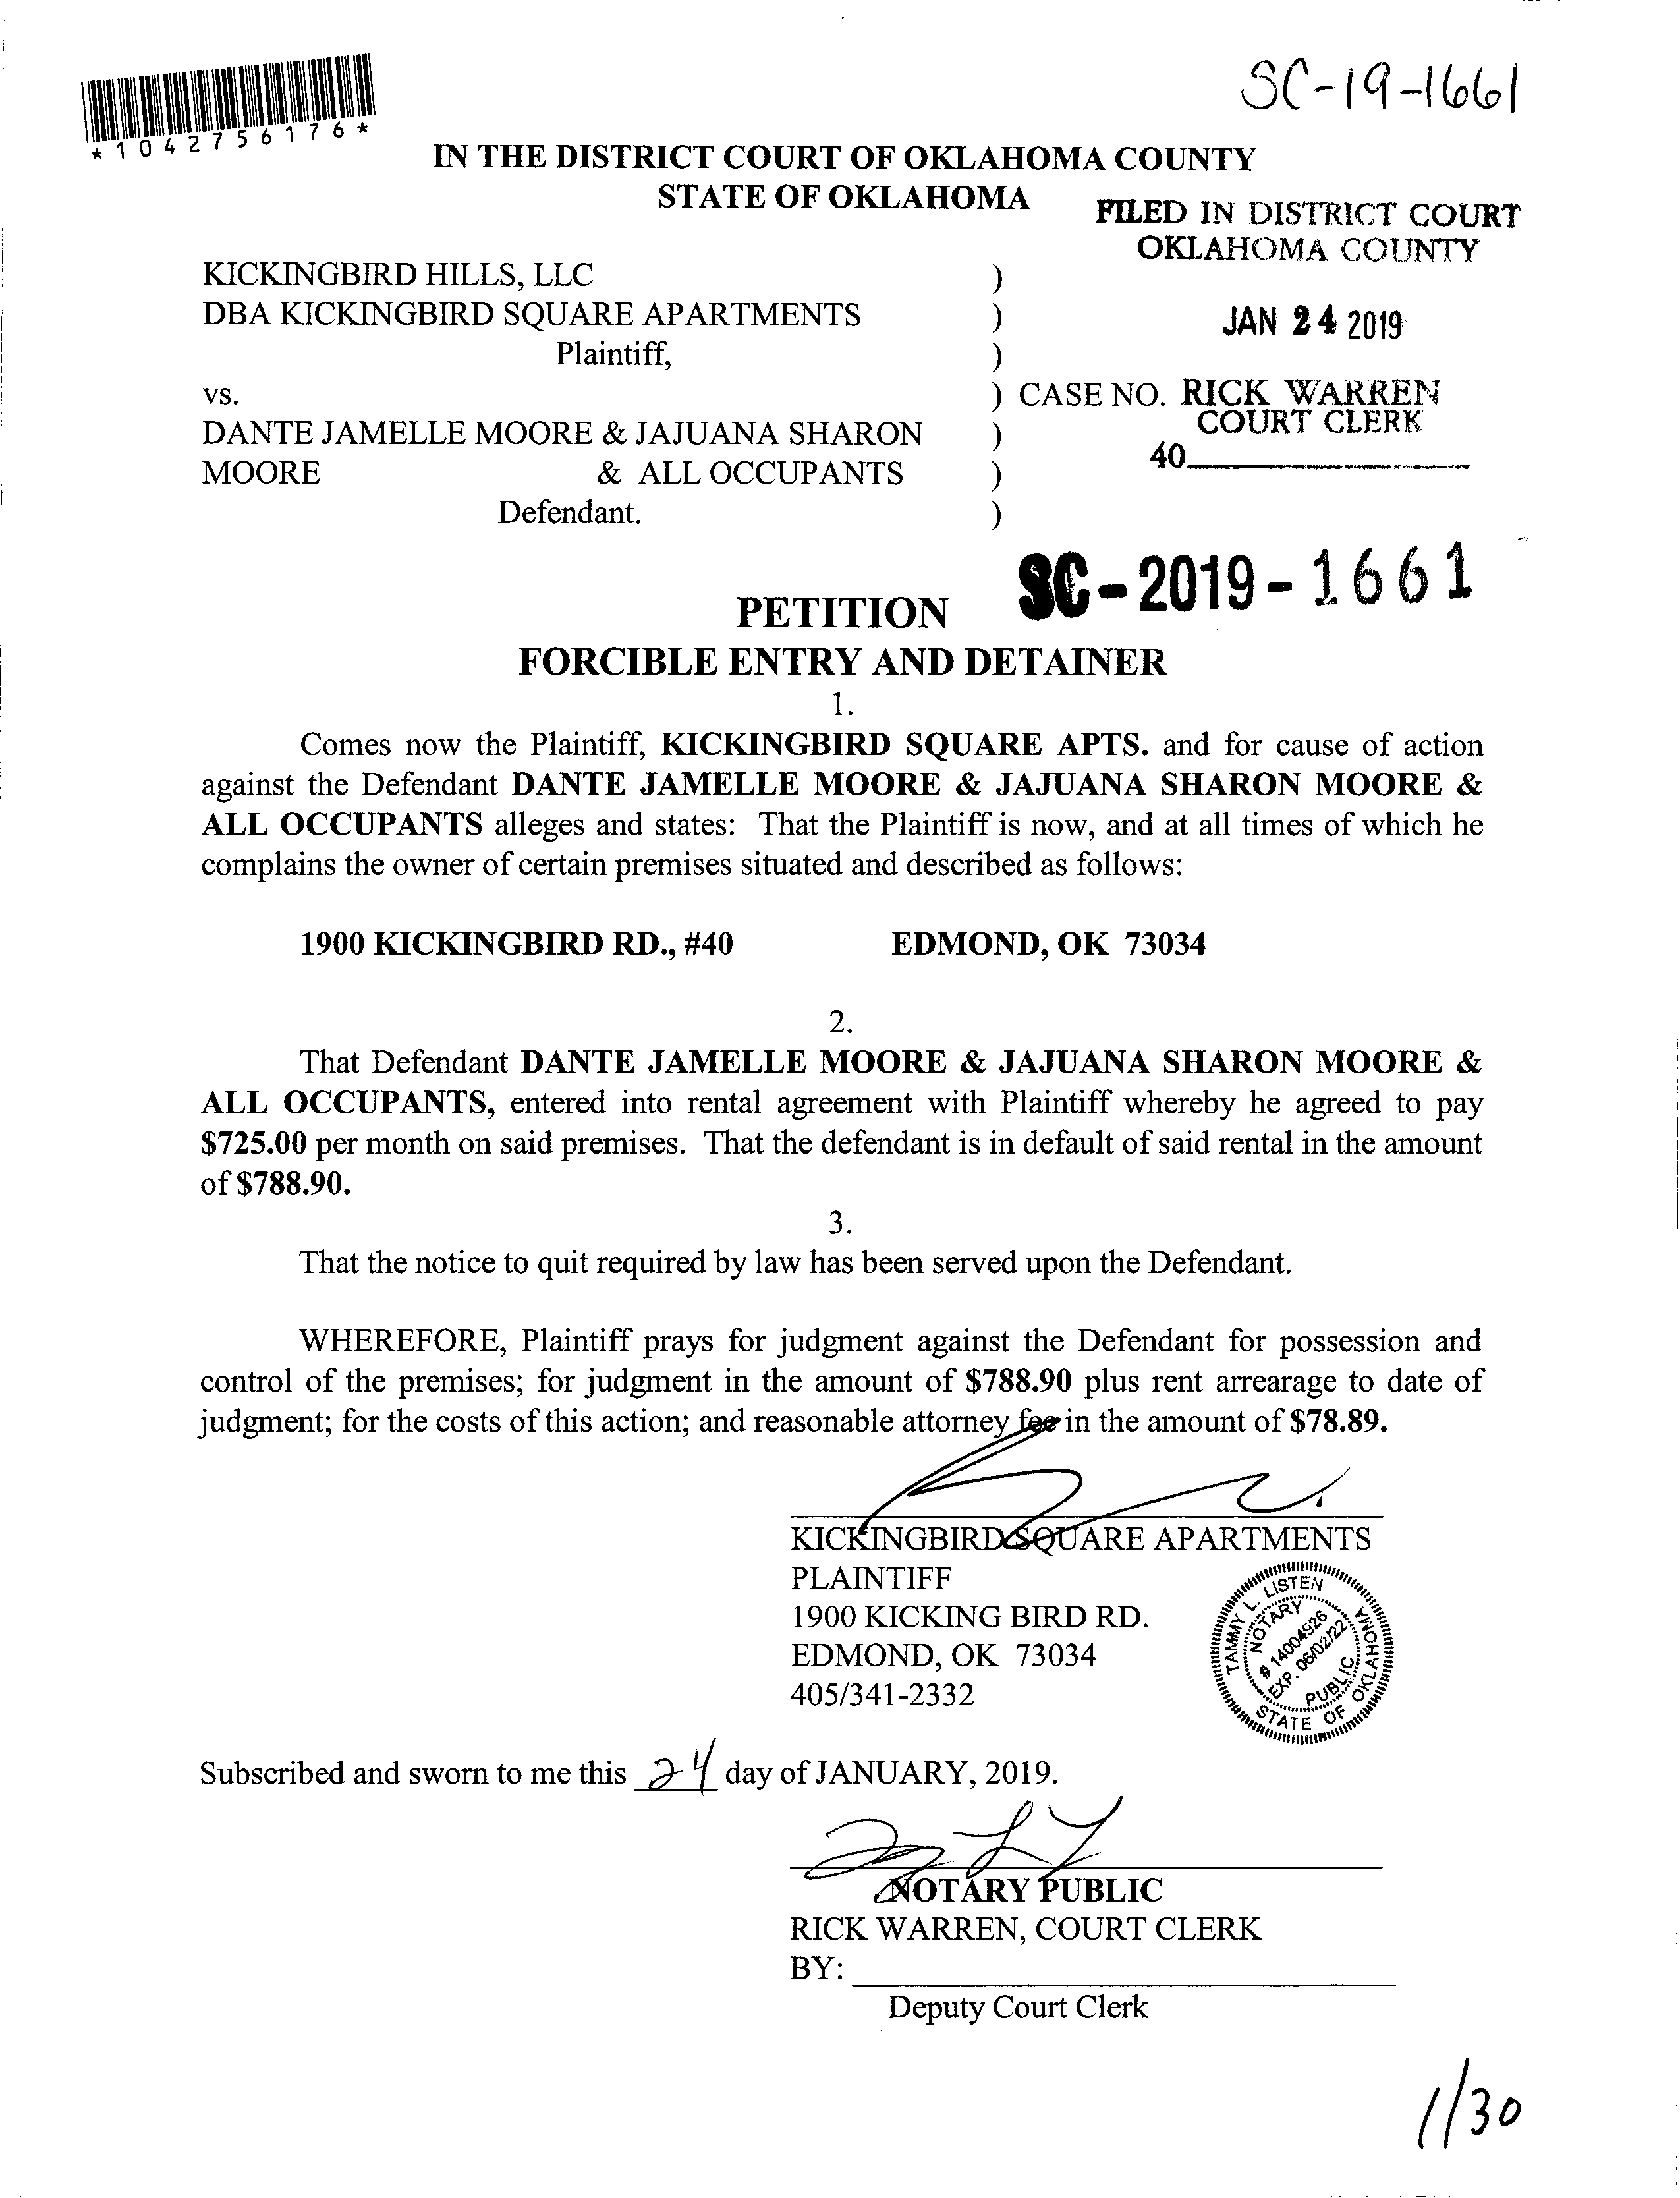 SC-19-1661
*1042756176*
IN THE DISTRICT COURT OF OKLAHOMA COUNTY
STATE OF OKLAHOMA
FILED IN DISTRICT COURT
OKLAHOMA COUNTY
KICKINGBIRD HILLS, LLC )
DBA KICKINGBIRD SQUARE APARTMENTS )
JAN 24 2019
Plaintiff, )
vs. ) CASE NO. RICK WARREN
COURT CLERK
DANTE JAMELLE MOORE & JAJUANA SHARON )
40
MOORE & ALL OCCUPANTS )
Defendant. )
SC-2019-1661
PETITION
FORCIBLE ENTRY AND DETAINER
1.
Comes now the Plaintiff, KICKINGBIRD SQUARE APTS. and for cause of action
against the Defendant DANTE JAMELLE MOORE & JAJUANA SHARON MOORE &
ALL OCCUPANTS alleges and states: That the Plaintiff is now, and at all times of which he
complains the owner of certain premises situated and described as follows:
1900 KICKINGBIRD RD., #40 EDMOND, OK 73034
2.
That Defendant DANTE JAMELLE MOORE & JAJUANA SHARON MOORE &
ALL OCCUPANTS, entered into rental agreement with Plaintiff whereby he agreed to pay
$725.00 per month on said premises. That the defendant is in default of said rental in the amount
of $788.90.
3.
That the notice to quit required by law has been served upon the Defendant.
WHEREFORE, Plaintiff prays for judgment against the Defendant for possession and
control of the premises; for judgment in the amount of $788.90 plus rent arrearage to date of
judgment; for the costs of this action; and reasonable attorney fee in the amount of $78.89.
KICKINGBIRD SQUARE APARTMENTS
PLAINTIFF
1900 KICKING BIRD RD.
EDMOND, OK 73034
405/341-2332
TAMMY L. LISTEN
NOTARY
# 14004926
EXP. 06/02/22
PUBLIC
STATE OF OKLAHOMA
Subscribed and sworn to me this 24 day of JANUARY, 2019.
NOTARY PUBLIC
RICK WARREN, COURT CLERK
BY:
Deputy Court Clerk
1/30